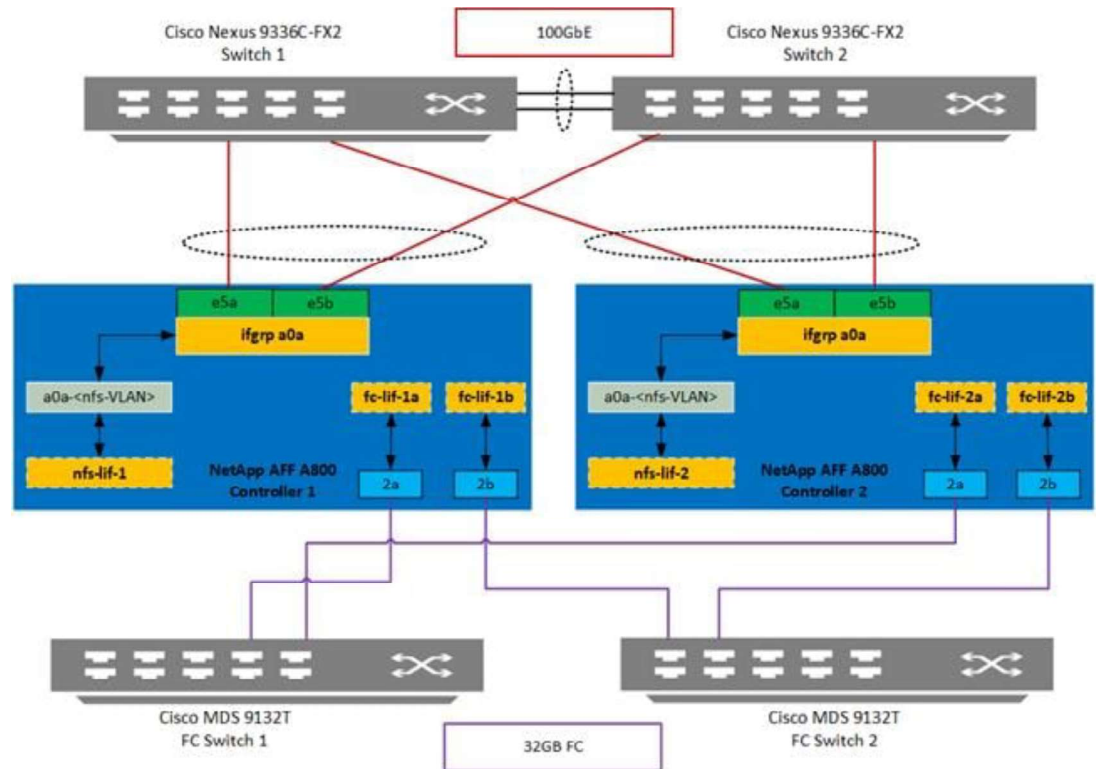 Cisco Nexus 9336C-FX2
Switch 1
100GbE
Cisco Nexus 9336C-FX2
Switch 2
e5a
e5b
ifgrp a0a
a0a-<nfs-VLAN>
fc-lif-1a
fc-lif-1b
nfs-lif-1
NetApp AFF A800
Controller 1
2a
2b
e5a
e5b
ifgrp a0a
a0a-<nfs-VLAN>
fc-lif-2a
fc-lif-2b
nfs-lif-2
NetApp AFF A800
Controller 2
2a
2b
Cisco MDS 9132T
FC Switch 1
32GB FC
Cisco MDS 9132T
FC Switch 2